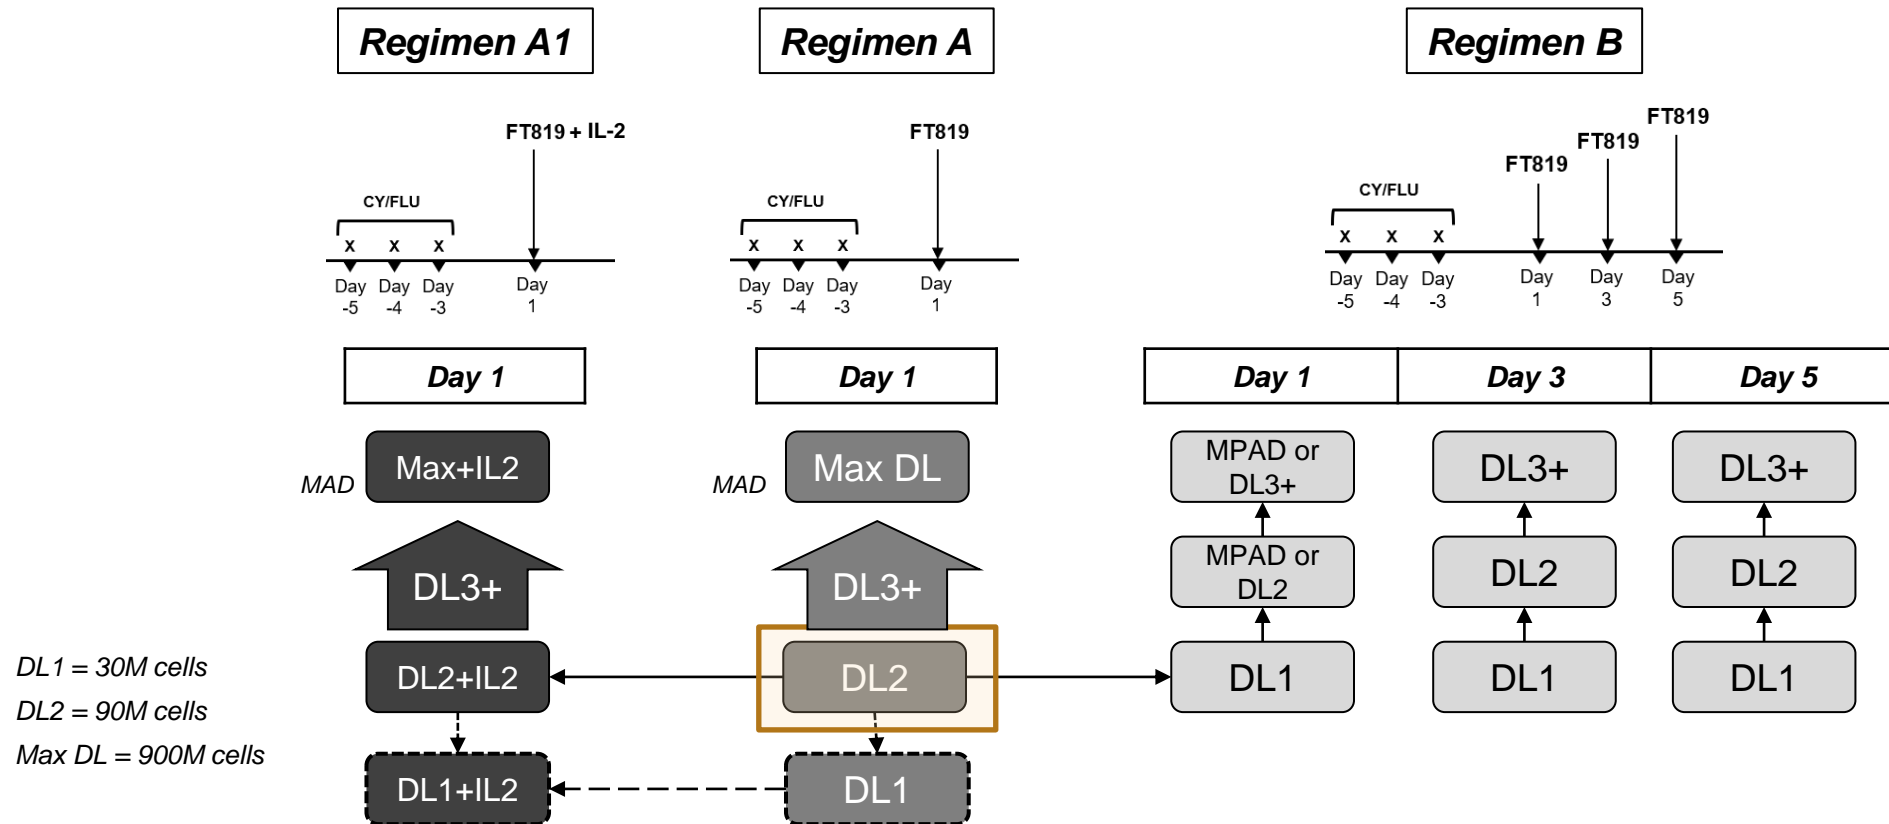 Regimen A1
Regimen A
Regimen B
FT819 + IL-2
CY/FLU
x x x
Day Day Day Day
-5 -4 -3 1
FT819
CY/FLU
x x x
Day Day Day Day
-5 -4 -3 1
FT819
FT819
FT819
CY/FLU
x x x
Day Day Day Day Day Day
-5 -4 -3 1 3 5
Day 1
Day 1
Day 1 Day 3 Day 5
MAD
Max+IL2
DL3+
DL2+IL2
DL1+IL2
MAD
Max DL
DL3+
DL2
DL1
MPAD or
DL3+
MPAD or
DL2
DL1
DL3+
DL2
DL1
DL3+
DL2
DL1
DL1 = 30M cells
DL2 = 90M cells
Max DL = 900M cells